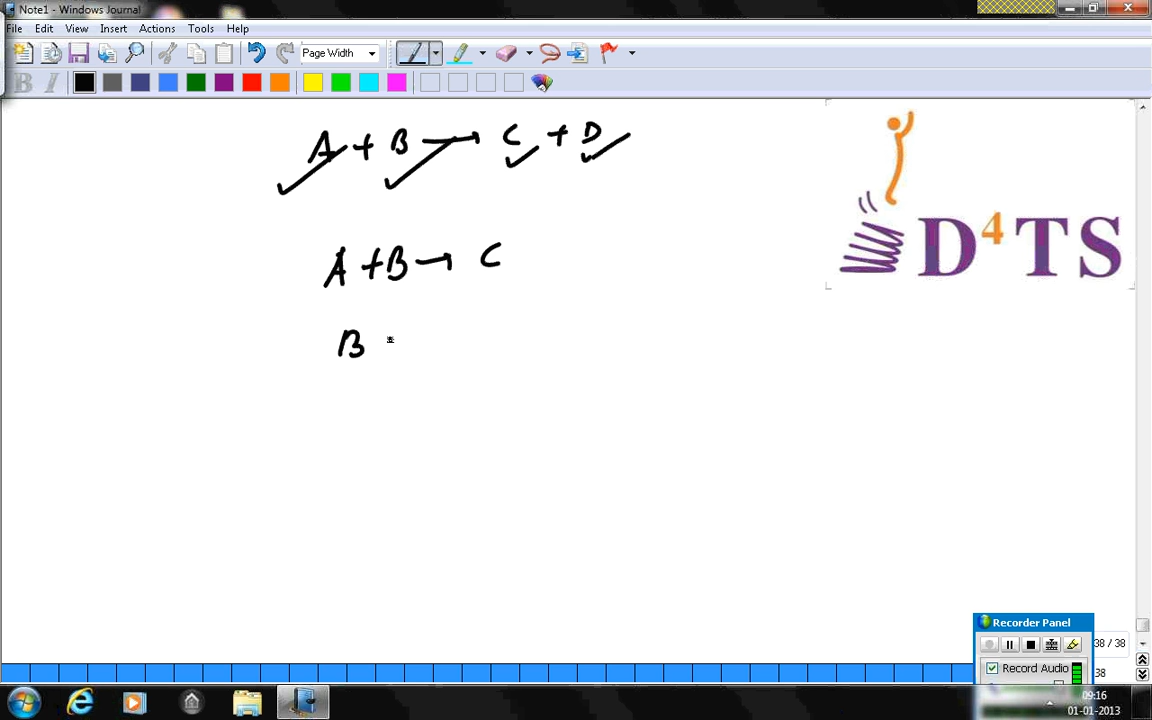 Note1 - Windows Journal
File Edit View Insert Actions Tools Help
Page Width
B I
A + B → C + D
D4TS
A + B → C
B
Recorder Panel
38 / 38
Record Audio
38
09:16
01-01-2013